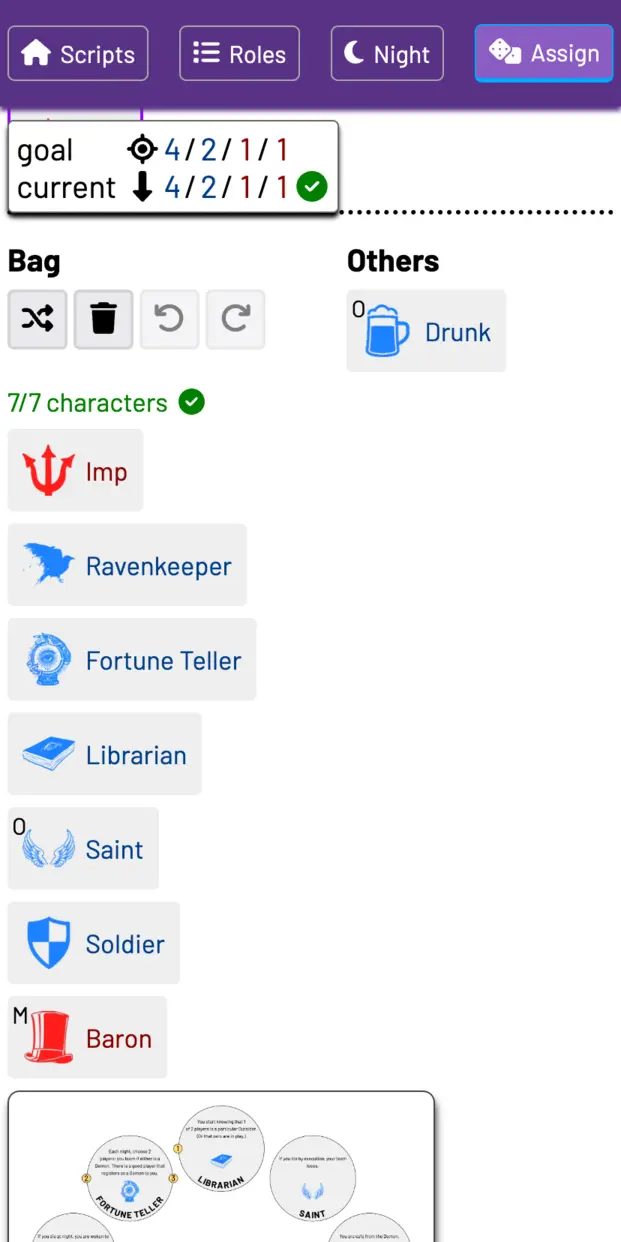 Scripts Roles Night Assign
goal 4/2/1/1
current 4/2/1/1
Bag
Others
O Drunk
7/7 characters
Imp
Ravenkeeper
Fortune Teller
Librarian
O Saint
Soldier
M Baron
You start knowing that 1
of 2 players is a particular Outsider.
(Or that zero are in play.)
1
LIBRARIAN
Each night, choose 2
players: you learn if either is a
Demon. There is a good player that
registers as a Demon to you.
2
3
FORTUNE TELLER
If you die by execution, your team
loses.
SAINT
If you die at night, you are woken to
You are safe from the Demon.